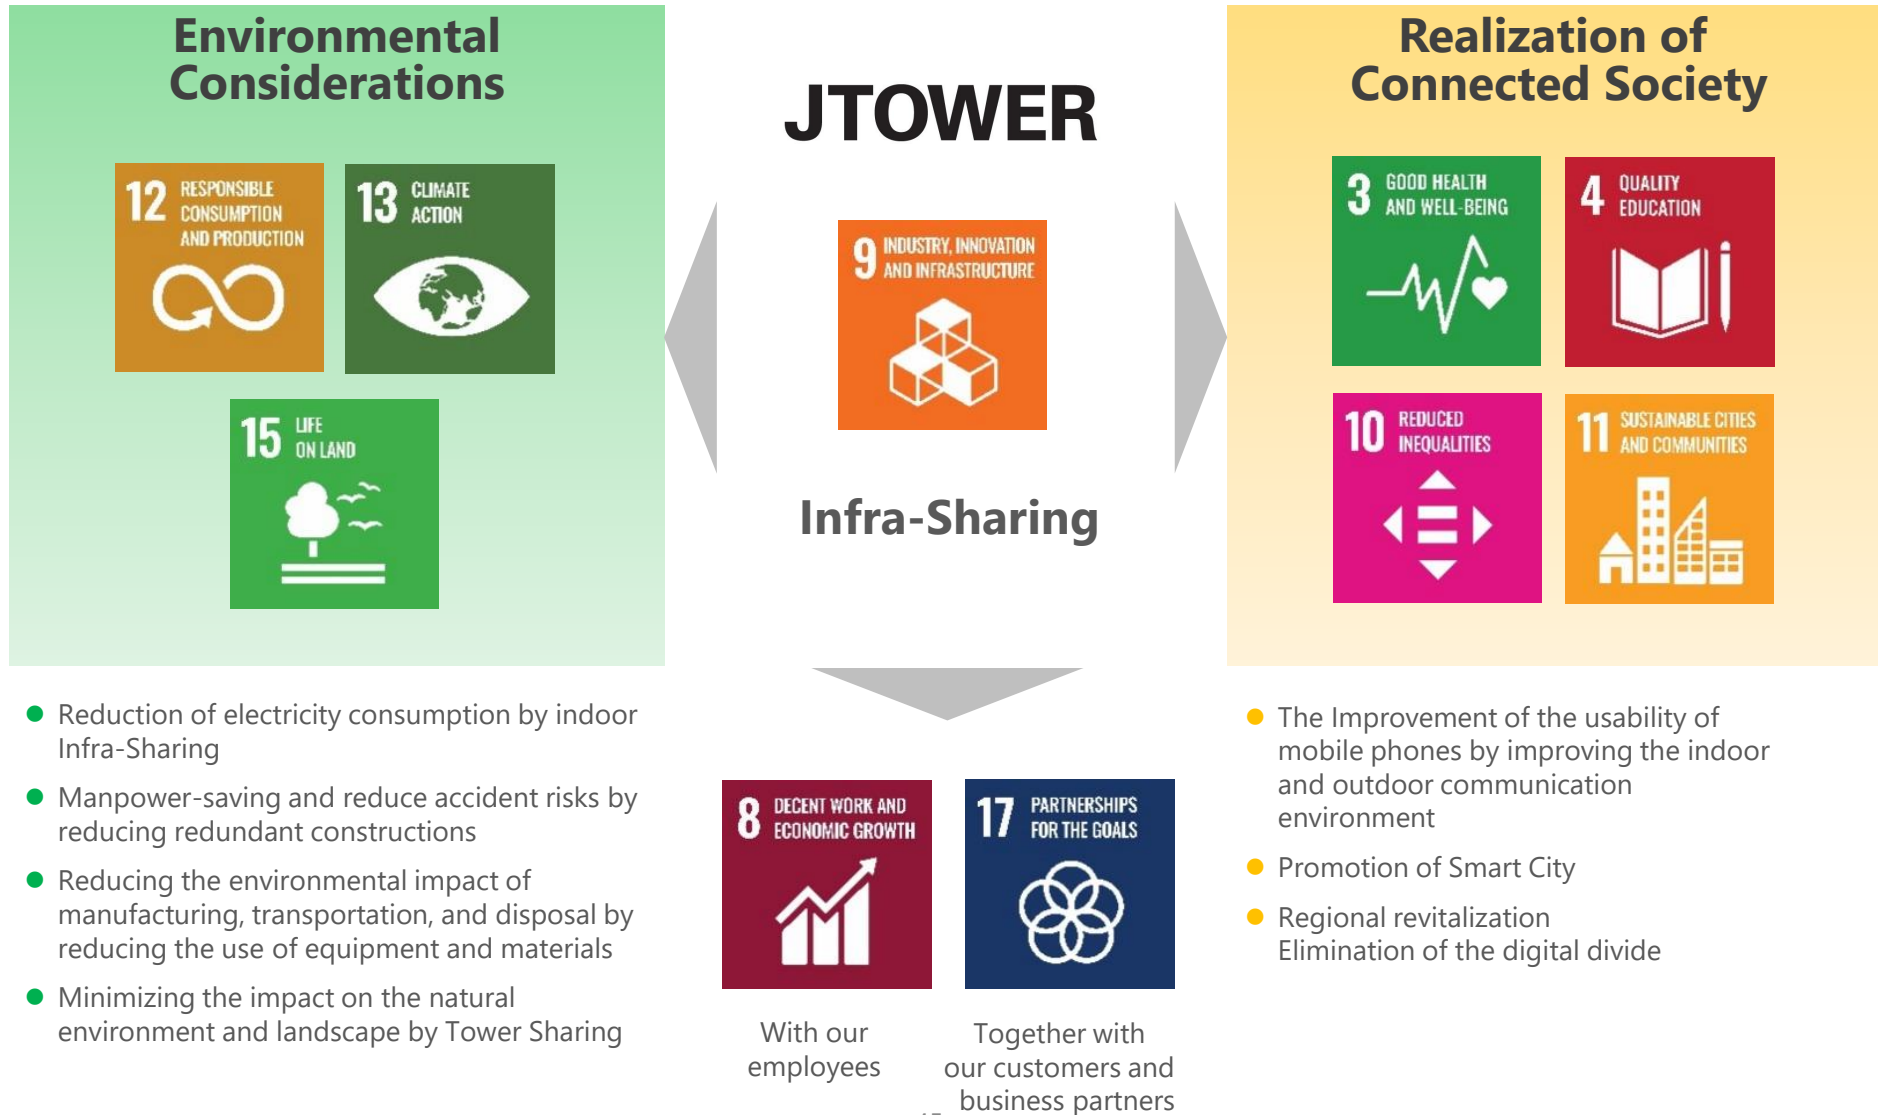 Environmental
Considerations
12 RESPONSIBLE
CONSUMPTION
AND PRODUCTION
13 CLIMATE
ACTION
15 LIFE
ON LAND
● Reduction of electricity consumption by indoor
Infra-Sharing
● Manpower-saving and reduce accident risks by
reducing redundant constructions
● Reducing the environmental impact of
manufacturing, transportation, and disposal by
reducing the use of equipment and materials
● Minimizing the impact on the natural
environment and landscape by Tower Sharing
JTOWER
9 INDUSTRY, INNOVATION
AND INFRASTRUCTURE
Infra-Sharing
8 DECENT WORK AND
ECONOMIC GROWTH
With our
employees
17 PARTNERSHIPS
FOR THE GOALS
Together with
our customers and
business partners
Realization of
Connected Society
3 GOOD HEALTH
AND WELL-BEING
4 QUALITY
EDUCATION
10 REDUCED
INEQUALITIES
11 SUSTAINABLE CITIES
AND COMMUNITIES
● The Improvement of the usability of
mobile phones by improving the indoor
and outdoor communication
environment
● Promotion of Smart City
● Regional revitalization
Elimination of the digital divide